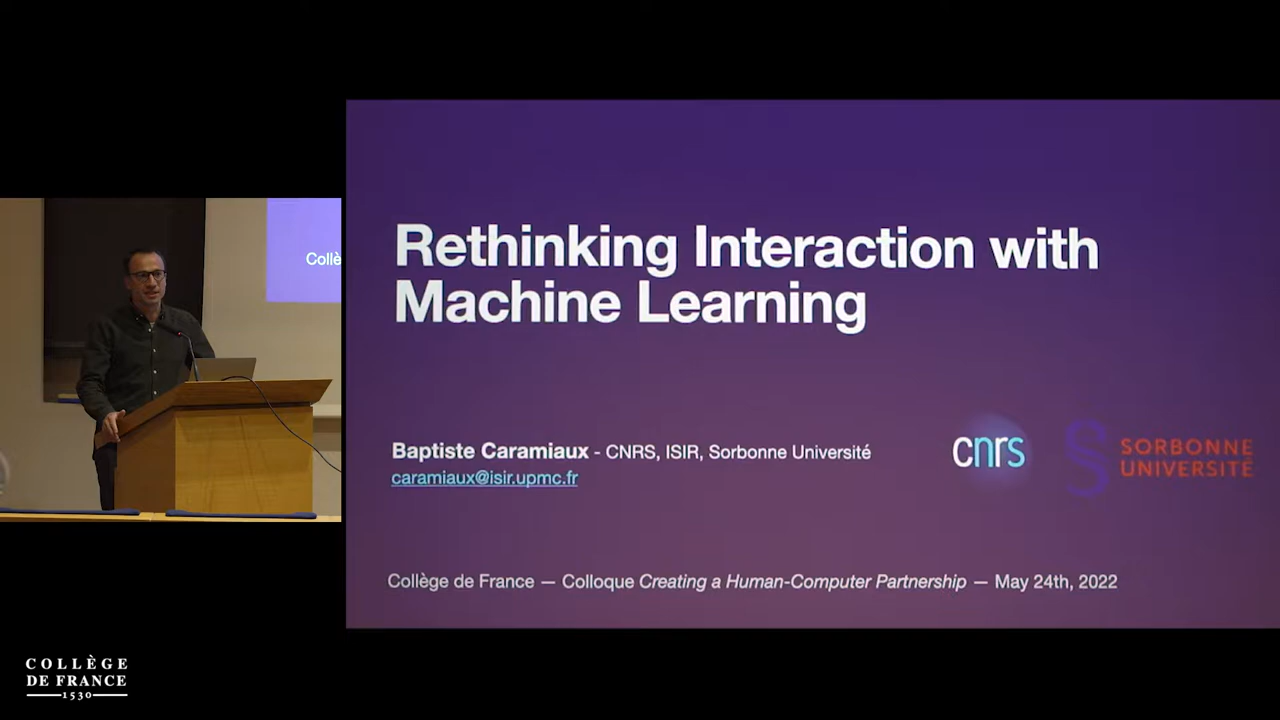 Collè
Rethinking Interaction with
Machine Learning
Baptiste Caramiaux - CNRS, ISIR, Sorbonne Université
caramiaux@isir.upmc.fr
cnrs
SORBONNE
UNIVERSITÉ
Collège de France — Colloque Creating a Human-Computer Partnership — May 24th, 2022
COLLÈGE
DE FRANCE
1530